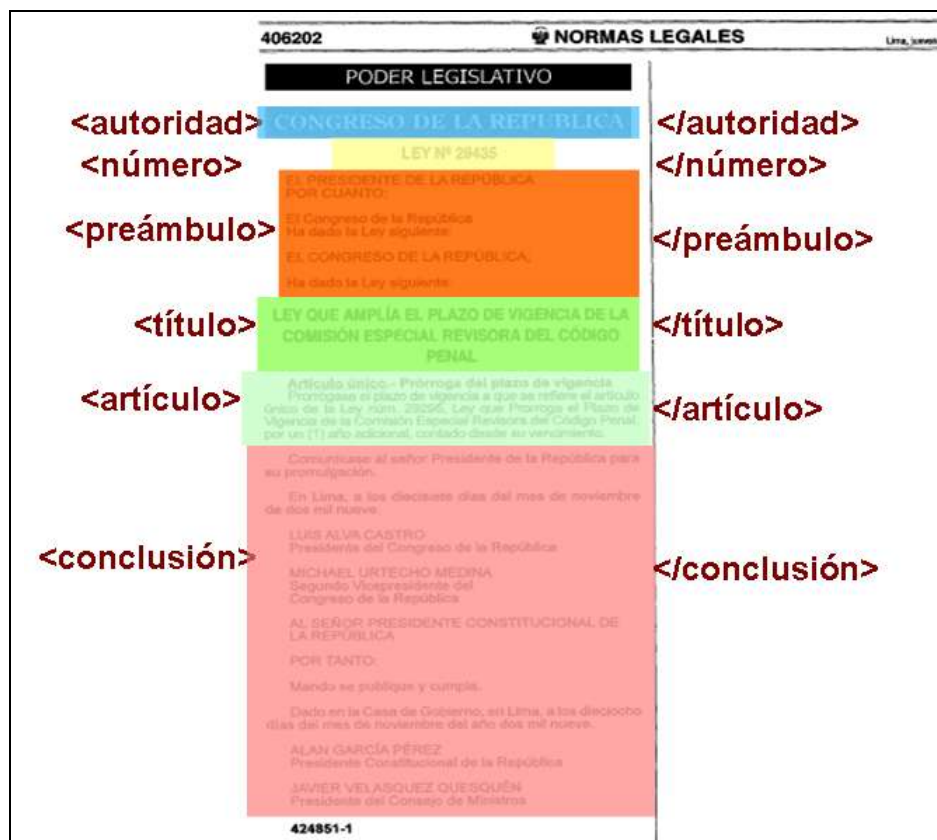 406202 NORMAS LEGALES Lima, jueves
PODER LEGISLATIVO
<autoridad> CONGRESO DE LA REPUBLICA </autoridad>
<número> LEY Nº 29435 </número>
EL PRESIDENTE DE LA REPÚBLICA
POR CUANTO:
El Congreso de la República
<preámbulo> Ha dado la Ley siguiente: </preámbulo>
EL CONGRESO DE LA REPÚBLICA;
Ha dado la Ley siguiente:
LEY QUE AMPLÍA EL PLAZO DE VIGENCIA DE LA
<título> COMISIÓN ESPECIAL REVISORA DEL CÓDIGO </título>
PENAL
Artículo único.- Prórroga del plazo de vigencia
<artículo> Prorrógase el plazo de vigencia a que se refiere el artículo </artículo>
único de la Ley núm. 29295, Ley que Prorroga el Plazo de
Vigencia de la Comisión Especial Revisora del Código Penal,
por un (1) año adicional, contado desde su vencimiento.
Comuníquese al señor Presidente de la República para
su promulgación.
En Lima, a los diecisiete días del mes de noviembre
de dos mil nueve.
LUIS ALVA CASTRO
<conclusión> Presidente del Congreso de la República </conclusión>
MICHAEL URTECHO MEDINA
Segundo Vicepresidente del
Congreso de la República
AL SEÑOR PRESIDENTE CONSTITUCIONAL DE
LA REPÚBLICA
POR TANTO:
Mando se publique y cumpla.
Dado en la Casa de Gobierno, en Lima, a los dieciocho
días del mes de noviembre del año dos mil nueve.
ALAN GARCÍA PÉREZ
Presidente Constitucional de la República
JAVIER VELASQUEZ QUESQUÉN
Presidente del Consejo de Ministros
424851-1